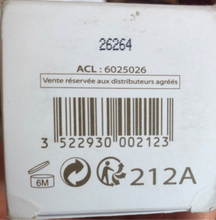 26264
ACL : 6025026
Vente réservée aux distributeurs agréés
3 522930 002123
6M
212A